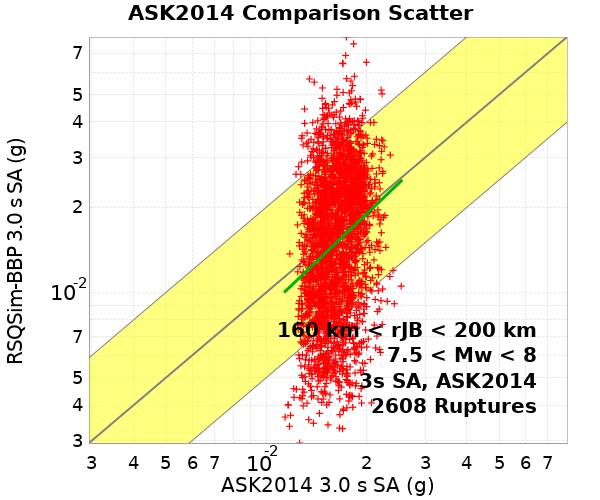 ASK2014 Comparison Scatter
RSQSim-BBP 3.0 s SA (g)
7
5
4
3
2
10-2
7
5
4
3
160 km < rJB < 200 km
7.5 < Mw < 8
3s SA, ASK2014
2608 Ruptures
3 4 5 6 7 10-2 2 3 4 5 6 7
ASK2014 3.0 s SA (g)